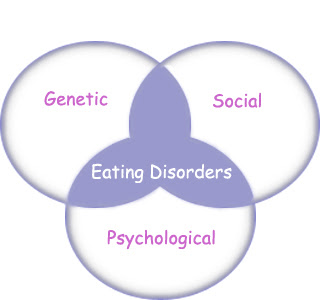 Genetic
Social
Eating Disorders
Psychological